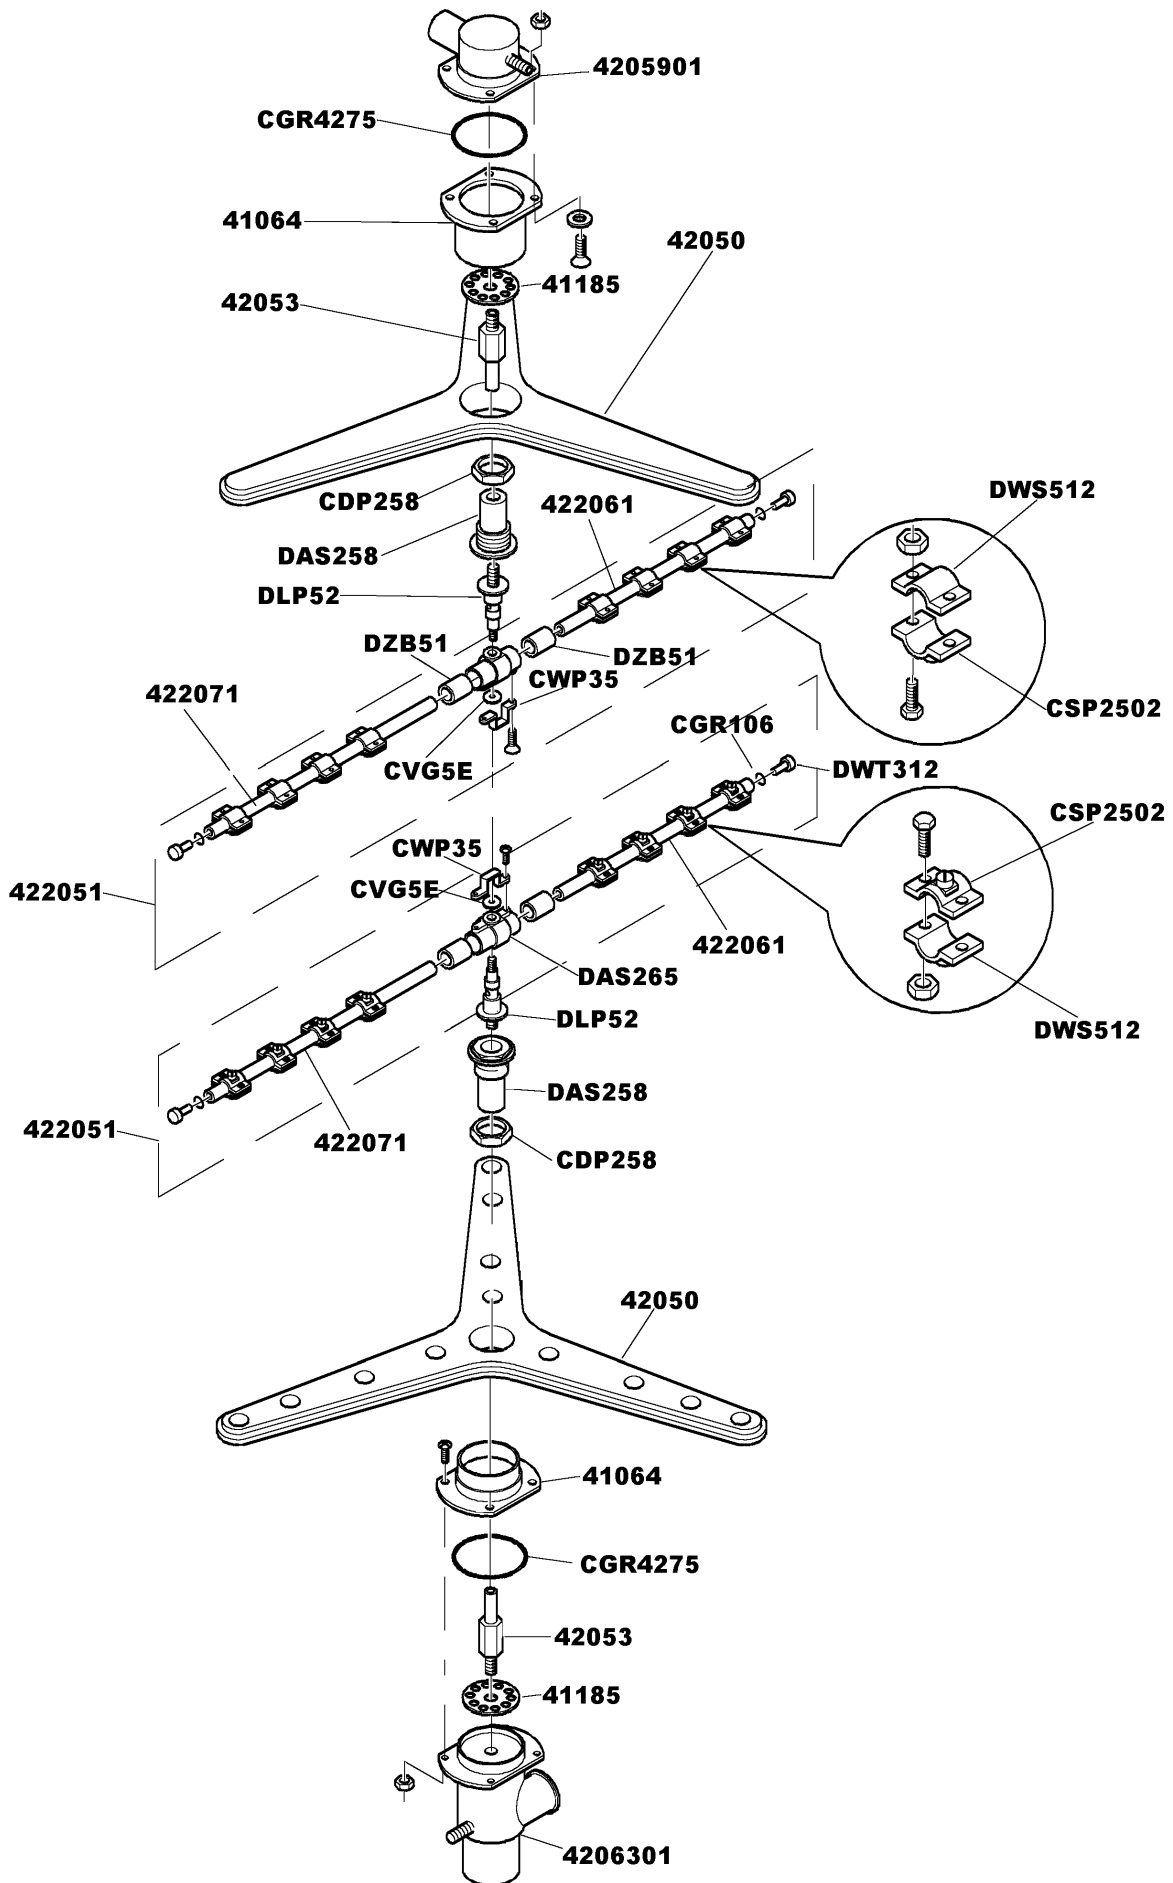 4205901
CGR4275
41064
42050
41185
42053
DWS512
CDP258
422061
DAS258
DLP52
DZB51
DZB51
CWP35
422071
CSP2502
CGR106
CVG5E
DWT312
CSP2502
CWP35
CVG5E
422051
422061
DAS265
DLP52
DWS512
DAS258
422051
422071
CDP258
42050
41064
CGR4275
42053
41185
4206301